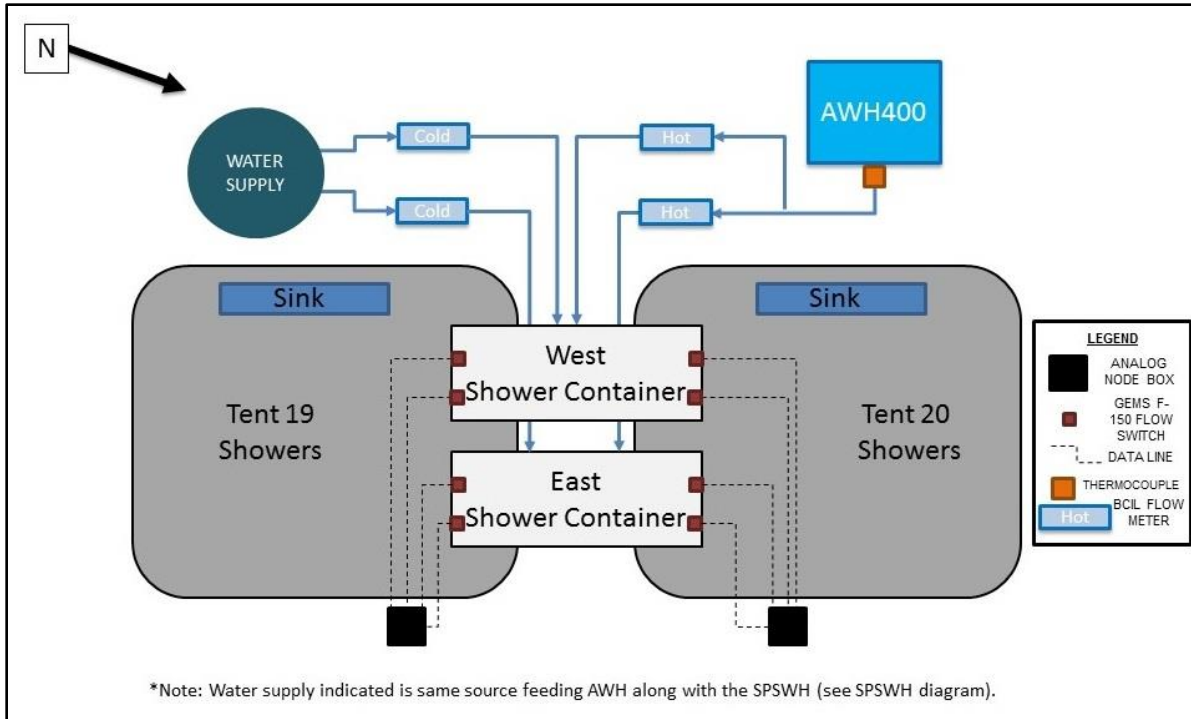 N
WATER
SUPPLY
Cold
Cold
Hot
Hot
AWH400
Sink
Sink
West
Shower Container
Tent 19
Showers
Tent 20
Showers
East
Shower Container
LEGEND
ANALOG
NODE BOX
GEMS F-
150 FLOW
SWITCH
DATA LINE
THERMOCOUPLE
Hot
BCIL FLOW
METER
*Note: Water supply indicated is same source feeding AWH along with the SPSWH (see SPSWH diagram).